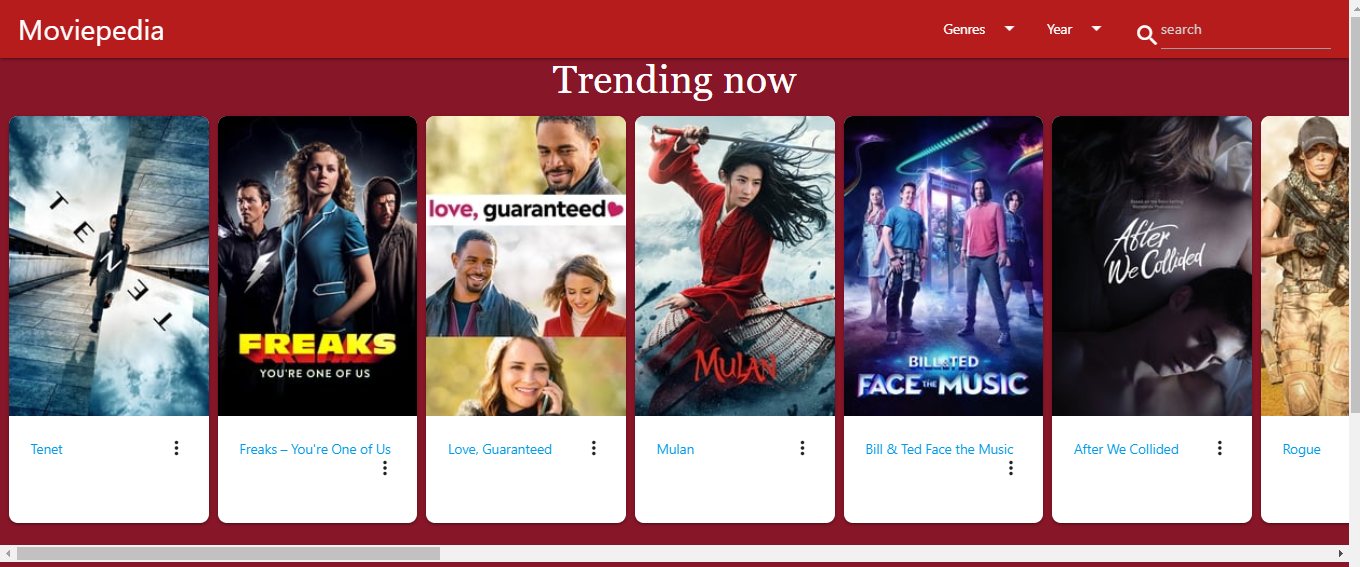 Moviepedia
Genres
Year
search
Trending now
TENET
FREAKS
YOU'RE ONE OF US
love, guaranteed
MULAN
BILL & TED
FACE THE MUSIC
After
We Collided
Tenet
Freaks – You're One of Us
Love, Guaranteed
Mulan
Bill & Ted Face the Music
After We Collided
Rogue